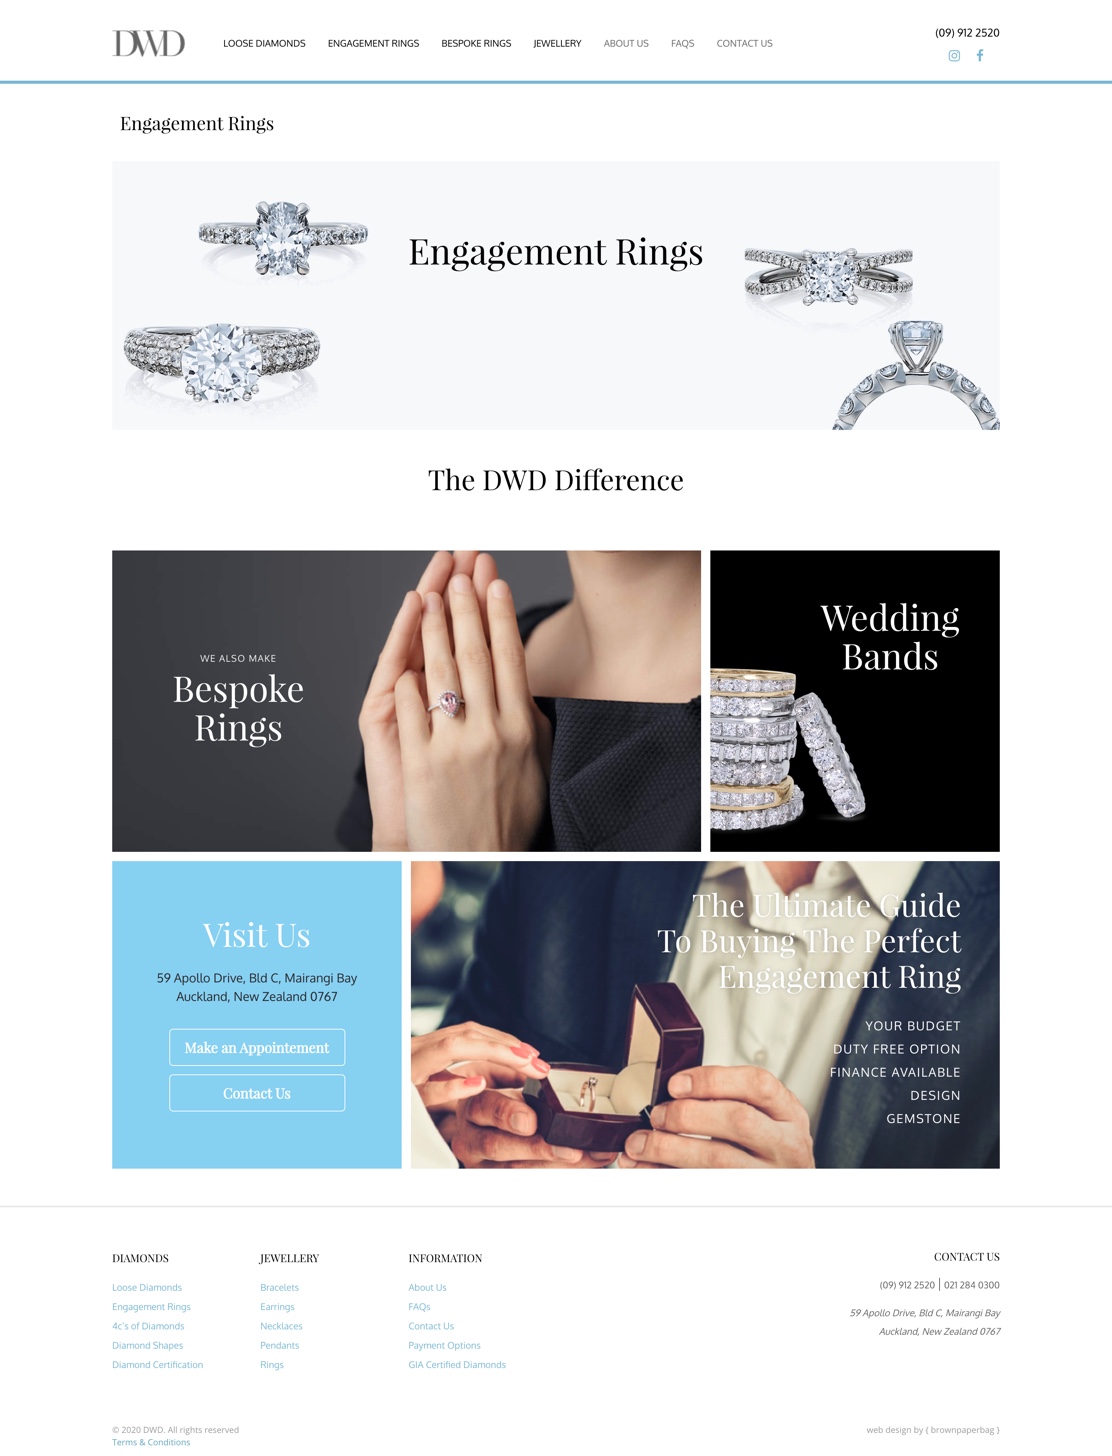 DWD
LOOSE DIAMONDS ENGAGEMENT RINGS BESPOKE RINGS JEWELLERY ABOUT US FAQS CONTACT US
(09) 912 2520
Engagement Rings
Engagement Rings
The DWD Difference
WE ALSO MAKE
Bespoke
Rings
Wedding
Bands
Visit Us
59 Apollo Drive, Bld C, Mairangi Bay
Auckland, New Zealand 0767
Make an Appointement
Contact Us
The Ultimate Guide
To Buying The Perfect
Engagement Ring
YOUR BUDGET
DUTY FREE OPTION
FINANCE AVAILABLE
DESIGN
GEMSTONE
DIAMONDS
Loose Diamonds
Engagement Rings
4c's of Diamonds
Diamond Shapes
Diamond Certification
JEWELLERY
Bracelets
Earrings
Necklaces
Pendants
Rings
INFORMATION
About Us
FAQs
Contact Us
Payment Options
GIA Certified Diamonds
CONTACT US
(09) 912 2520 | 021 284 0300
59 Apollo Drive, Bld C, Mairangi Bay
Auckland, New Zealand 0767
© 2020 DWD. All rights reserved
Terms & Conditions
web design by { brownpaperbag }